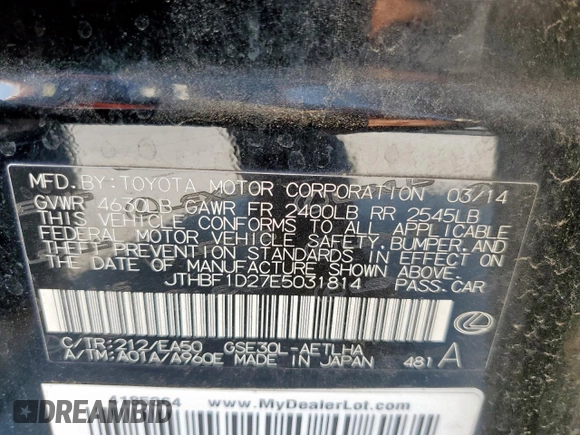 MFD. BY: TOYOTA MOTOR CORPORATION 03/14
GVWR 4630LB GAWR FR 2400LB RR 2545LB
THIS VEHICLE CONFORMS TO ALL APPLICABLE
FEDERAL MOTOR VEHICLE SAFETY, BUMPER, AND
THEFT PREVENTION STANDARDS IN EFFECT ON
THE DATE OF MANUFACTURE SHOWN ABOVE.
JTHBF1D27E5031814 PASS.CAR
C/TR:212/EA50 GSE30L-AETLHA
A/TM:A01A/A960E MADE IN JAPAN 481 A
www.MyDealerLot.com
DREAMBID